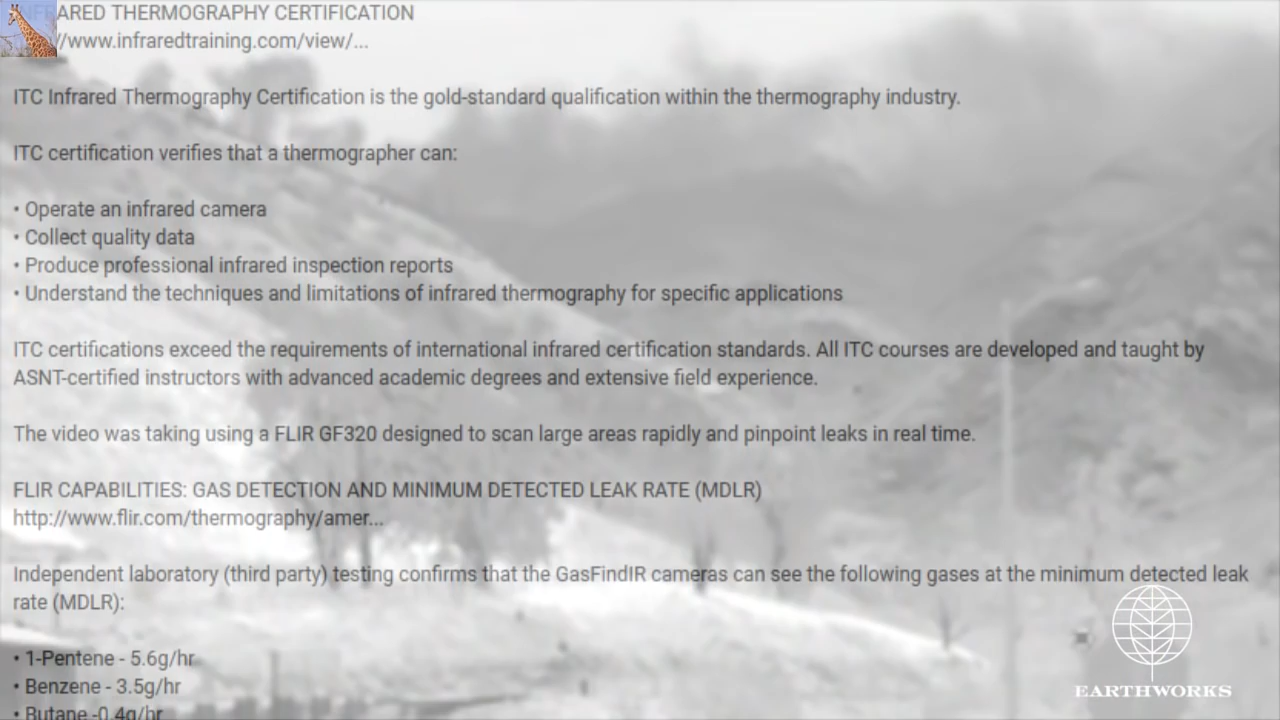 INFRARED THERMOGRAPHY CERTIFICATION
//www.infraredtraining.com/view/...
ITC Infrared Thermography Certification is the gold-standard qualification within the thermography industry.
ITC certification verifies that a thermographer can:
• Operate an infrared camera
• Collect quality data
• Produce professional infrared inspection reports
• Understand the techniques and limitations of infrared thermography for specific applications
ITC certifications exceed the requirements of international infrared certification standards. All ITC courses are developed and taught by
ASNT-certified instructors with advanced academic degrees and extensive field experience.
The video was taking using a FLIR GF320 designed to scan large areas rapidly and pinpoint leaks in real time.
FLIR CAPABILITIES: GAS DETECTION AND MINIMUM DETECTED LEAK RATE (MDLR)
http://www.flir.com/thermography/amer...
Independent laboratory (third party) testing confirms that the GasFindIR cameras can see the following gases at the minimum detected leak
rate (MDLR):
• 1-Pentene - 5.6g/hr
• Benzene - 3.5g/hr
• Butane -0.4g/hr
EARTHWORKS